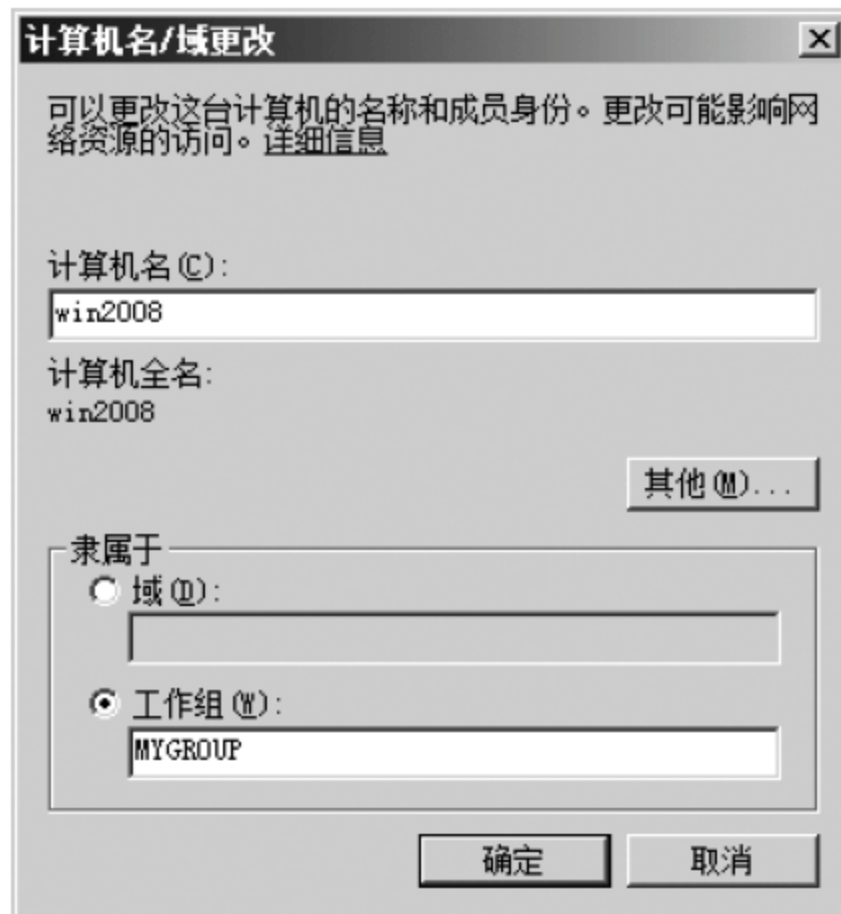 计算机名/域更改
可以更改这台计算机的名称和成员身份。更改可能影响网
络资源的访问。详细信息
计算机名(C):
win2008
计算机全名:
win2008
其他(M)...
隶属于
域(D):
工作组(W):
MYGROUP
确定
取消